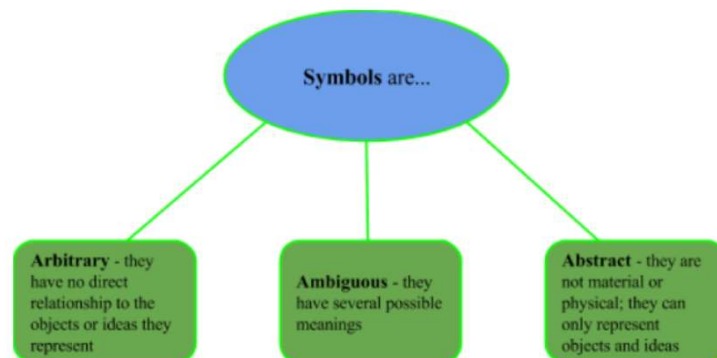 Symbols are...
Arbitrary - they
have no direct
relationship to the
objects or ideas they
represent
Ambiguous - they
have several possible
meanings
Abstract - they are
not material or
physical; they can
only represent
objects and ideas